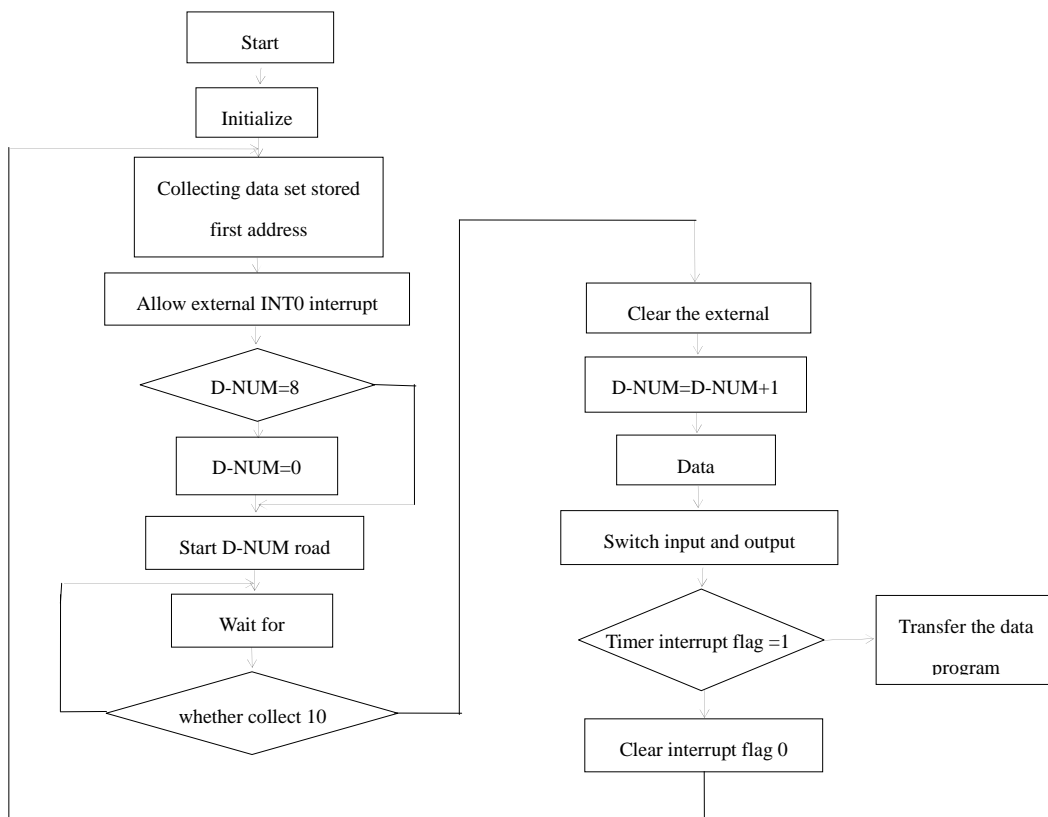 Start
Initialize
Collecting data set stored
first address
Allow external INT0 interrupt
D-NUM=8
D-NUM=0
Start D-NUM road
Wait for
whether collect 10
Clear the external
D-NUM=D-NUM+1
Data
Switch input and output
Timer interrupt flag =1
Transfer the data
program
Clear interrupt flag 0